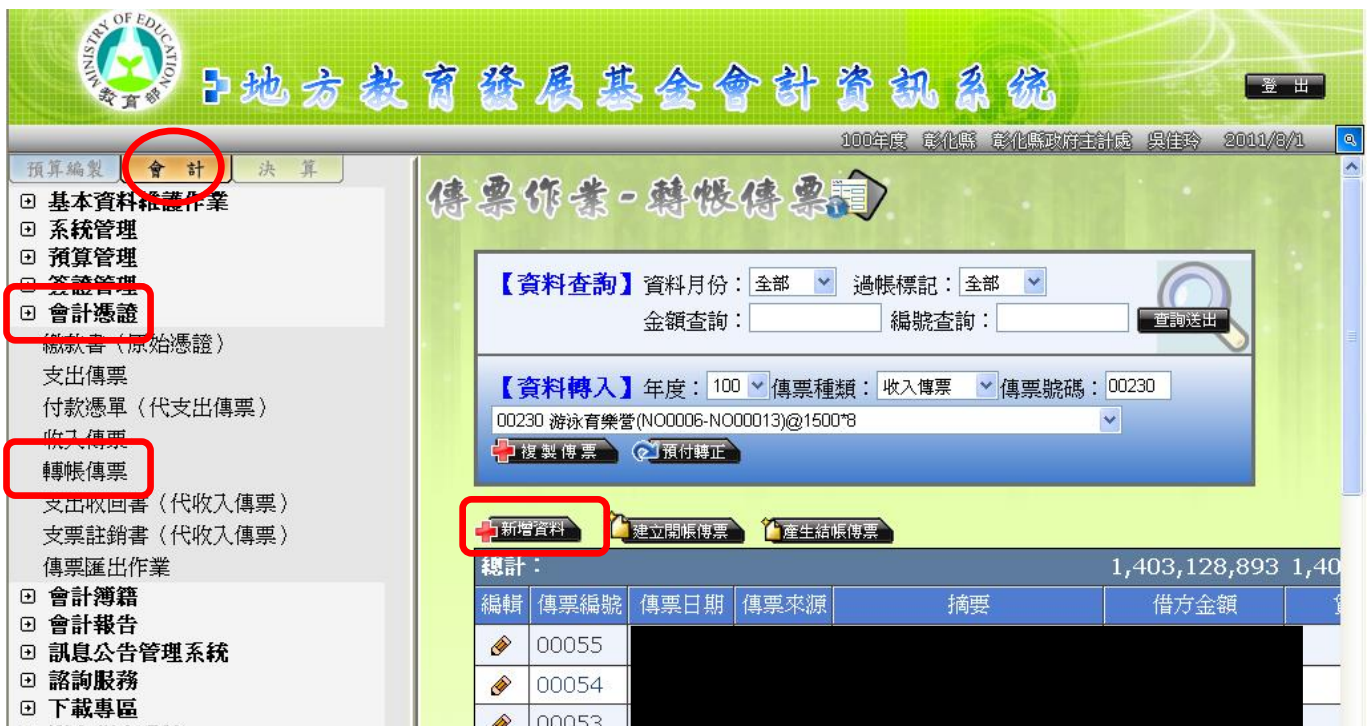 MINISTRY OF EDUCATION
教育部
地方教育發展基金會計資訊系統
登出
100年度 彰化縣 彰化縣政府主計處 吳佳玲 2011/8/1
預算編製 會計 決算
基本資料維護作業
系統管理
預算管理
簽證管理
會計憑證
繳款書（原始憑證）
支出傳票
付款憑單（代支出傳票）
收入傳票
轉帳傳票
支出收回書（代收入傳票）
支票註銷書（代收入傳票）
傳票匯出作業
會計簿籍
會計報告
訊息公告管理系統
諮詢服務
下載專區
傳票作業-轉帳傳票
【資料查詢】資料月份：全部 過帳標記：全部
金額查詢： 編號查詢： 查詢送出
【資料轉入】年度：100 傳票種類：收入傳票 傳票號碼：00230
00230 游泳育樂營(NO0006-NO00013)@1500*8
複製傳票 預付轉正
新增資料 建立開帳傳票 產生結帳傳票
總計： 1,403,128,893 1,40
編輯 傳票編號 傳票日期 傳票來源 摘要 借方金額
00055
00054
00053